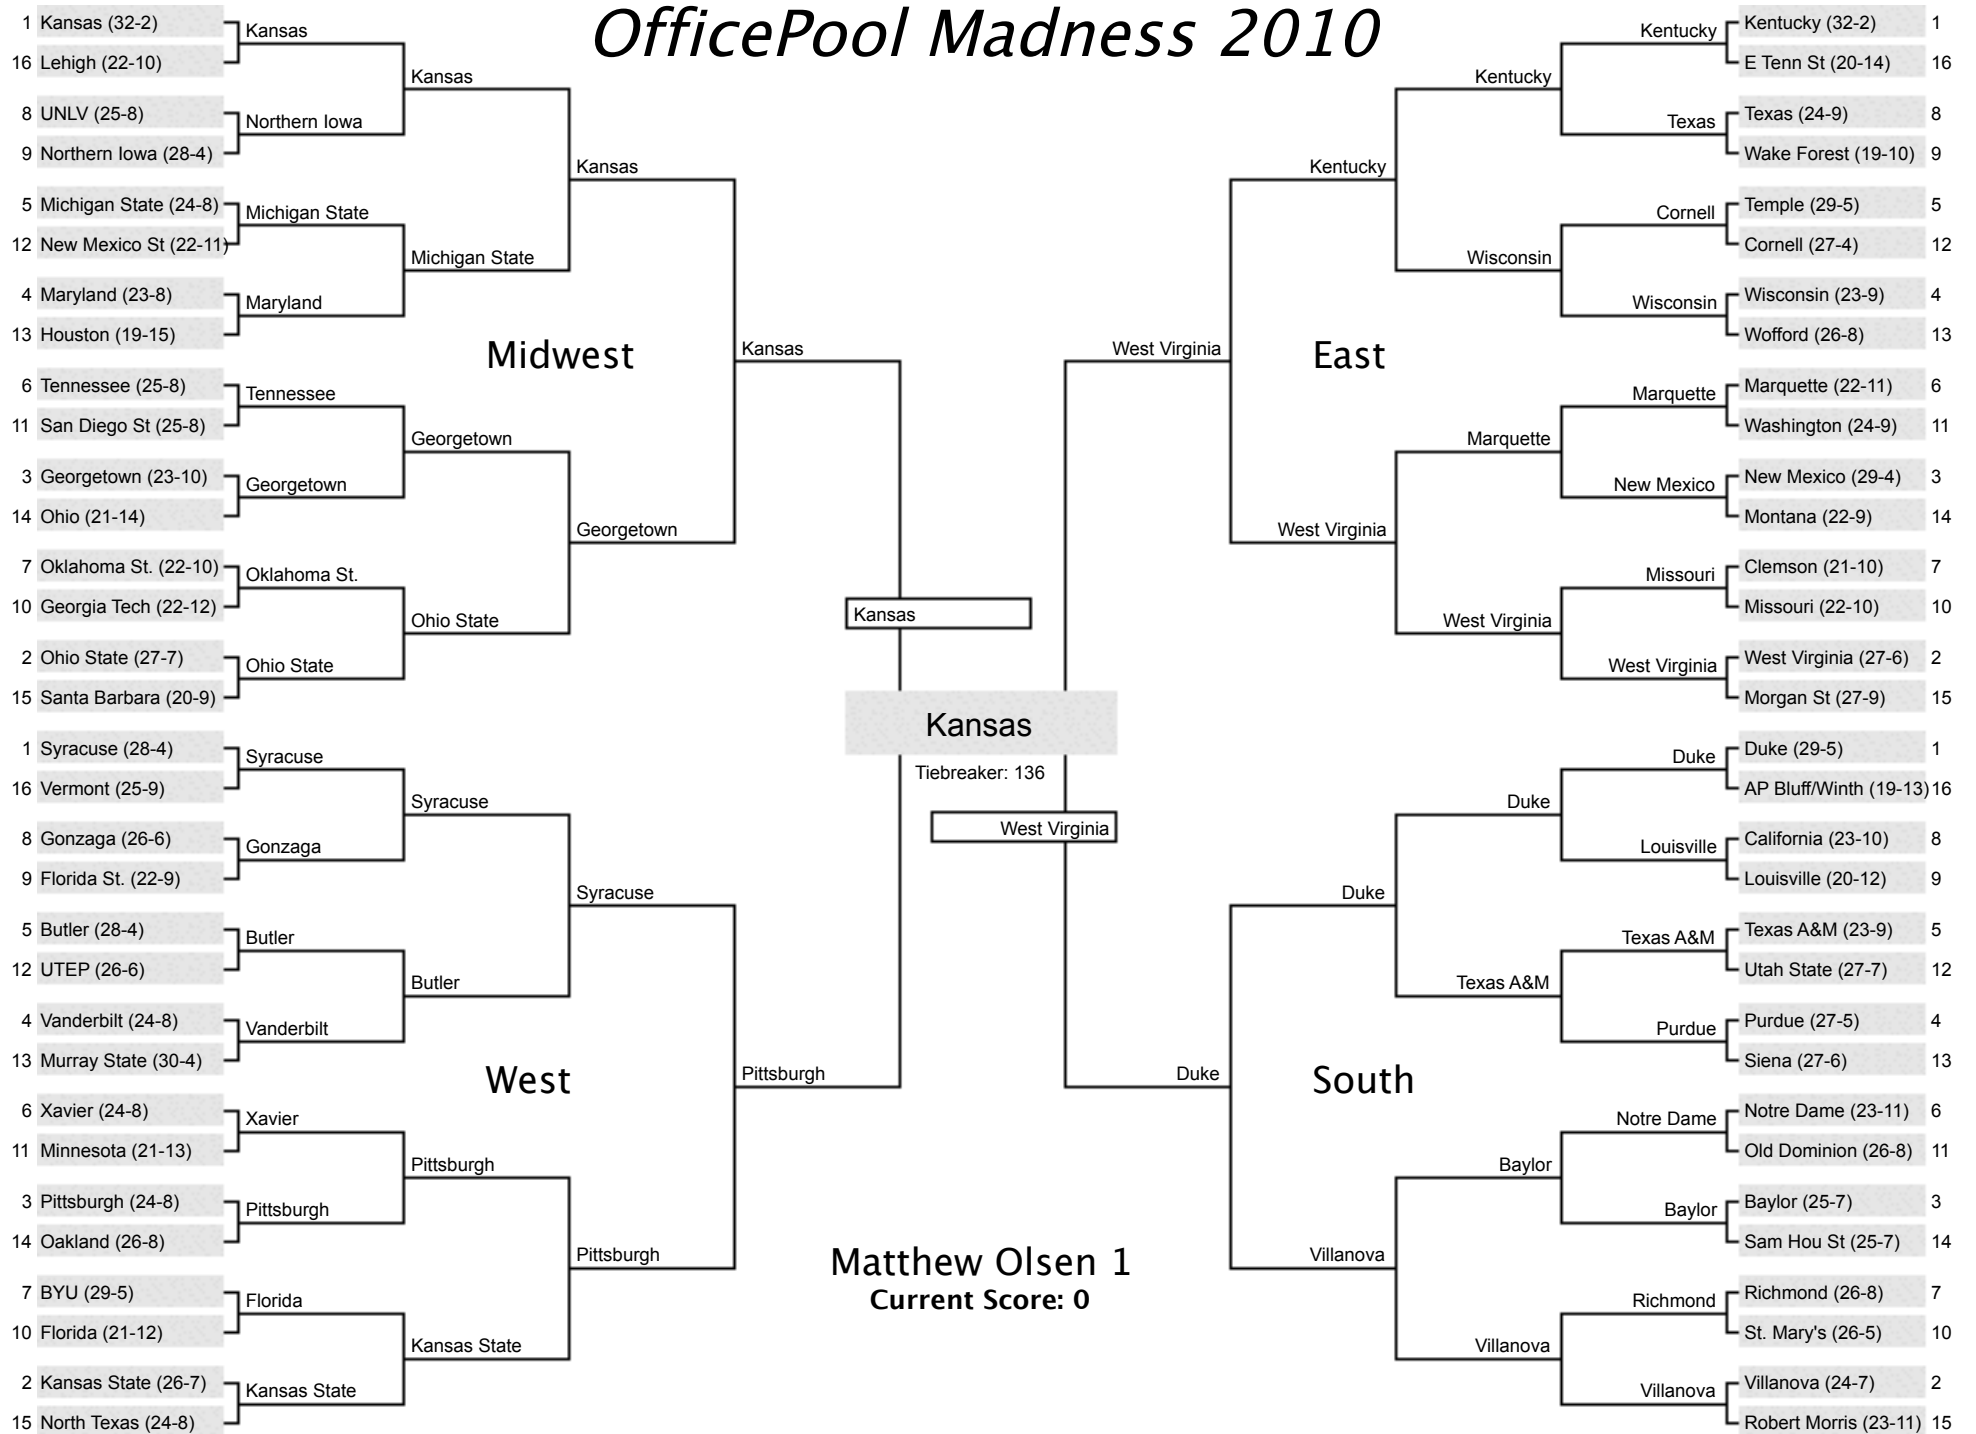 OfficePool Madness 2010
1 Kansas (32-2)
16 Lehigh (22-10)
8 UNLV (25-8)
9 Northern Iowa (28-4)
5 Michigan State (24-8)
12 New Mexico St (22-11)
4 Maryland (23-8)
13 Houston (19-15)
6 Tennessee (25-8)
11 San Diego St (25-8)
3 Georgetown (23-10)
14 Ohio (21-14)
7 Oklahoma St. (22-10)
10 Georgia Tech (22-12)
2 Ohio State (27-7)
15 Santa Barbara (20-9)
Kansas
Northern Iowa
Michigan State
Maryland
Tennessee
Georgetown
Oklahoma St.
Ohio State
Kansas
Michigan State
Georgetown
Ohio State
Kansas
Georgetown
Midwest
Kansas
1 Syracuse (28-4)
16 Vermont (25-9)
8 Gonzaga (26-6)
9 Florida St. (22-9)
5 Butler (28-4)
12 UTEP (26-6)
4 Vanderbilt (24-8)
13 Murray State (30-4)
6 Xavier (24-8)
11 Minnesota (21-13)
3 Pittsburgh (24-8)
14 Oakland (26-8)
7 BYU (29-5)
10 Florida (21-12)
2 Kansas State (26-7)
15 North Texas (24-8)
Syracuse
Gonzaga
Butler
Vanderbilt
Xavier
Pittsburgh
Florida
Kansas State
Syracuse
Butler
Pittsburgh
Kansas State
Syracuse
Pittsburgh
West
Pittsburgh
Kansas
Kansas
Tiebreaker: 136
West Virginia
Matthew Olsen 1
Current Score: 0
West Virginia
East
Kentucky
West Virginia
Kentucky
Wisconsin
Marquette
West Virginia
Kentucky
Texas
Cornell
Wisconsin
Marquette
New Mexico
Missouri
West Virginia
Kentucky (32-2) 1
E Tenn St (20-14) 16
Texas (24-9) 8
Wake Forest (19-10) 9
Temple (29-5) 5
Cornell (27-4) 12
Wisconsin (23-9) 4
Wofford (26-8) 13
Marquette (22-11) 6
Washington (24-9) 11
New Mexico (29-4) 3
Montana (22-9) 14
Clemson (21-10) 7
Missouri (22-10) 10
West Virginia (27-6) 2
Morgan St (27-9) 15
Duke
South
Duke
Villanova
Duke
Texas A&M
Baylor
Villanova
Duke
Louisville
Texas A&M
Purdue
Notre Dame
Baylor
Richmond
Villanova
Duke (29-5) 1
AP Bluff/Winth (19-13) 16
California (23-10) 8
Louisville (20-12) 9
Texas A&M (23-9) 5
Utah State (27-7) 12
Purdue (27-5) 4
Siena (27-6) 13
Notre Dame (23-11) 6
Old Dominion (26-8) 11
Baylor (25-7) 3
Sam Hou St (25-7) 14
Richmond (26-8) 7
St. Mary's (26-5) 10
Villanova (24-7) 2
Robert Morris (23-11) 15